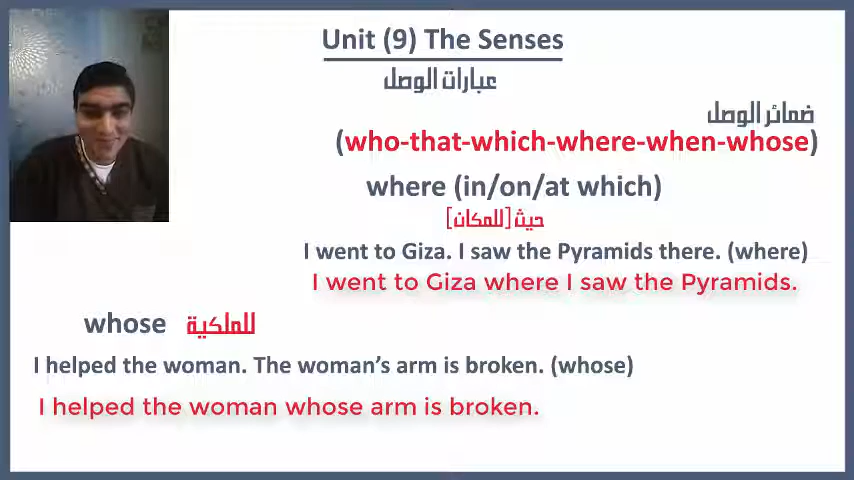 Unit (9) The Senses
عبارات الوصل
ضمائر الوصل
(who-that-which-where-when-whose)
where (in/on/at which)
حيث [للمكان]
I went to Giza. I saw the Pyramids there. (where)
I went to Giza where I saw the Pyramids.
whose للملكية
I helped the woman. The woman’s arm is broken. (whose)
I helped the woman whose arm is broken.